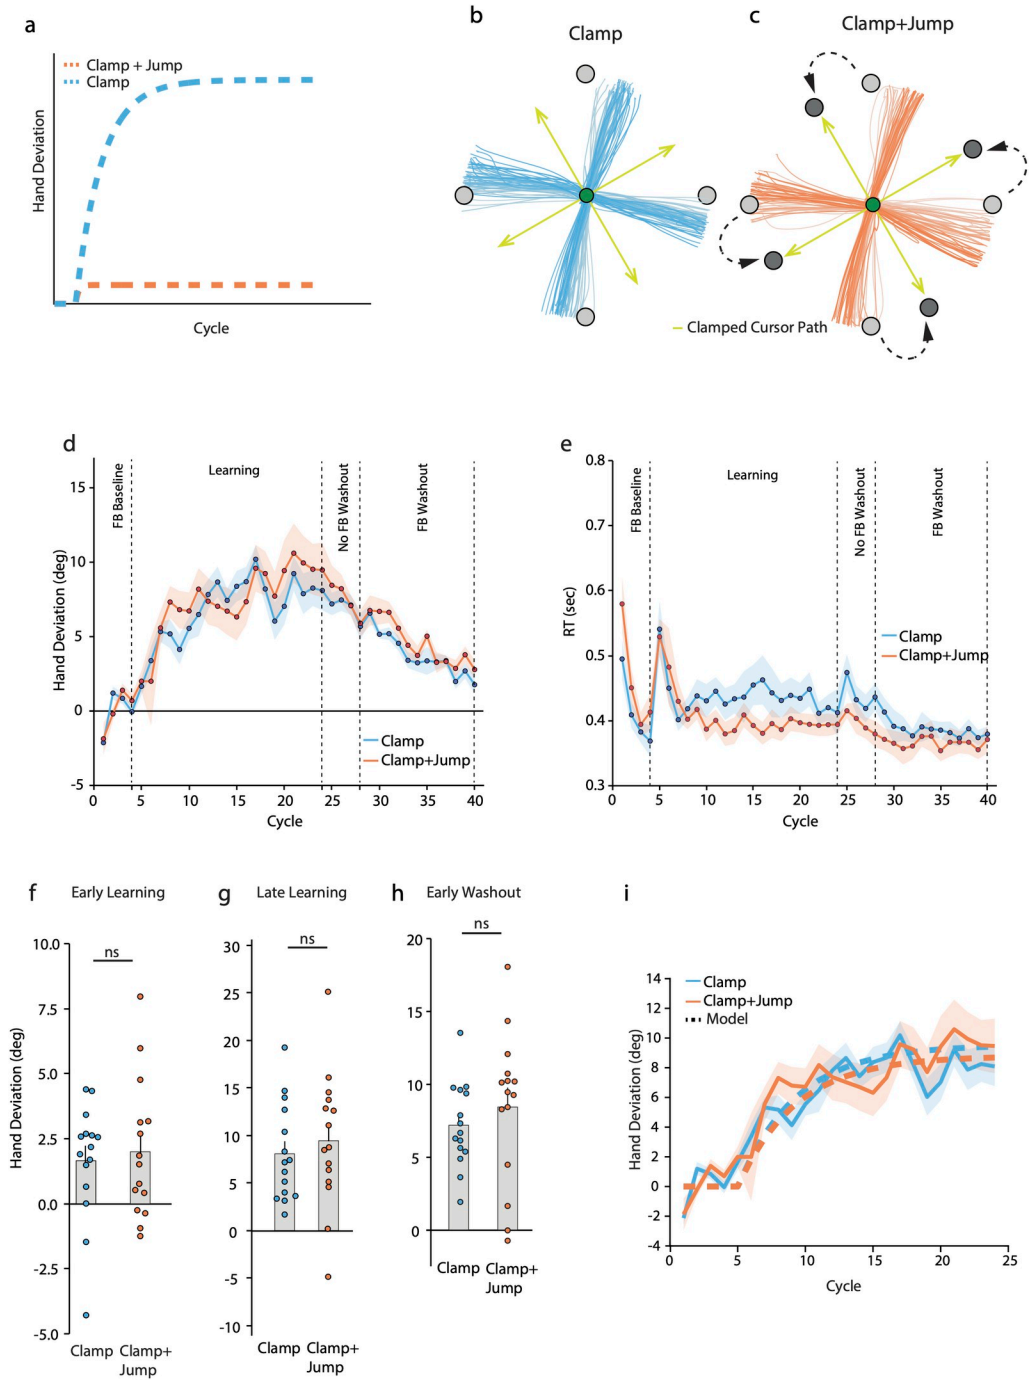 a
Clamp + Jump
Clamp
Hand Deviation
Cycle
b
Clamp
c
Clamp+Jump
Clamped Cursor Path
d
FB Baseline
Learning
No FB Washout
FB Washout
15
10
5
0
-5
Hand Deviation (deg)
Clamp
Clamp+Jump
0 5 10 15 20 25 30 35 40
Cycle
e
FB Baseline
Learning
No FB Washout
FB Washout
0.8
0.7
0.6
0.5
0.4
0.3
RT (sec)
Clamp
Clamp+Jump
0 5 10 15 20 25 30 35 40
Cycle
f
Early Learning
ns
10.0
7.5
5.0
2.5
0.0
-2.5
-5.0
Hand Deviation (deg)
Clamp Clamp+
Jump
g
Late Learning
ns
30
25
20
15
10
5
0
-5
-10
Clamp Clamp+
Jump
h
Early Washout
ns
20
15
10
5
0
Clamp Clamp+
Jump
i
Clamp
Clamp+Jump
Model
14
12
10
8
6
4
2
0
-2
-4
Hand Deviation (deg)
0 5 10 15 20 25
Cycle